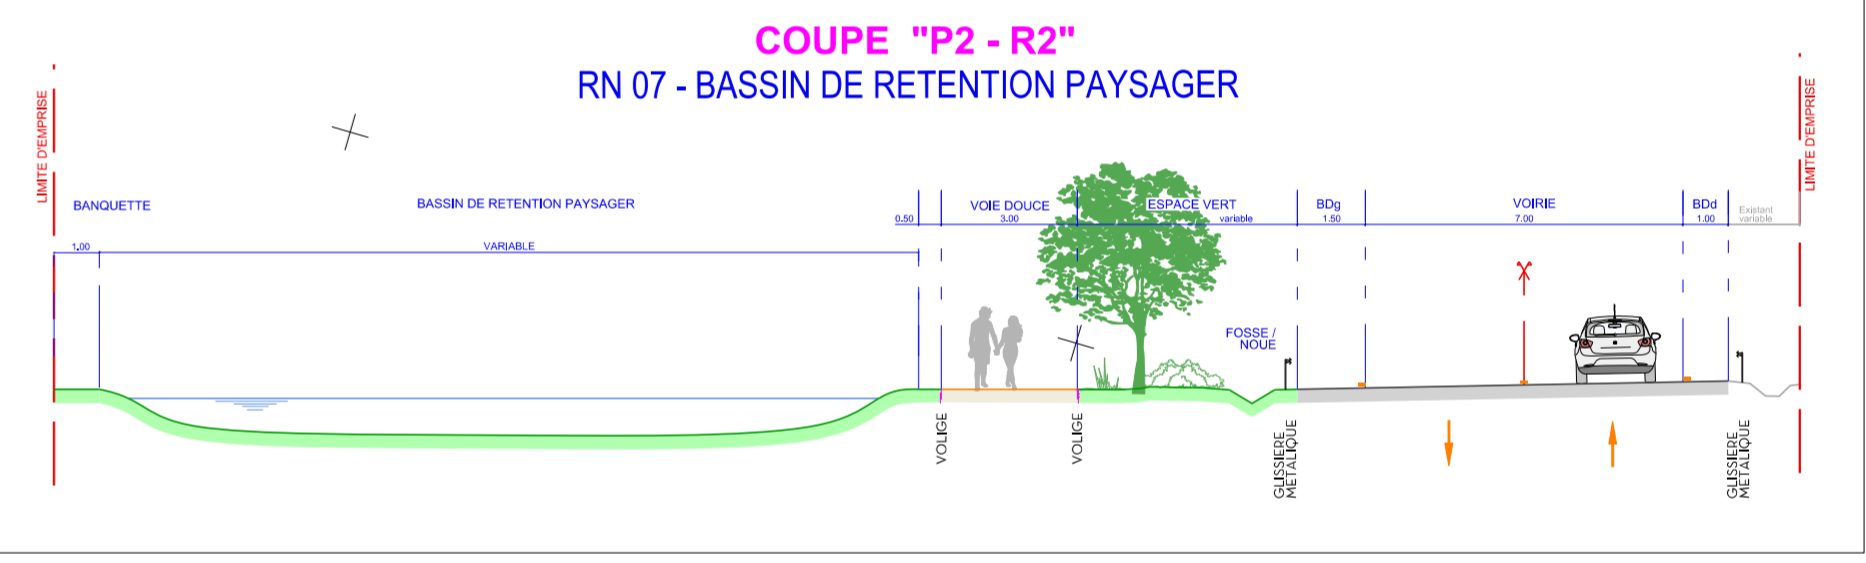 COUPE "P2 - R2"
RN 07 - BASSIN DE RETENTION PAYSAGER
LIMITE D'EMPRISE
LIMITE D'EMPRISE
BANQUETTE
BASSIN DE RETENTION PAYSAGER
VOIE DOUCE
ESPACE VERT
BDg
VOIRIE
BDd
Existant
variable
0.50
3.00
variable
1.50
7.00
1.00
1.00
VARIABLE
FOSSE /
NOUE
VOLIGE
VOLIGE
GLISSIERE
METALIQUE
GLISSIERE
METALIQUE